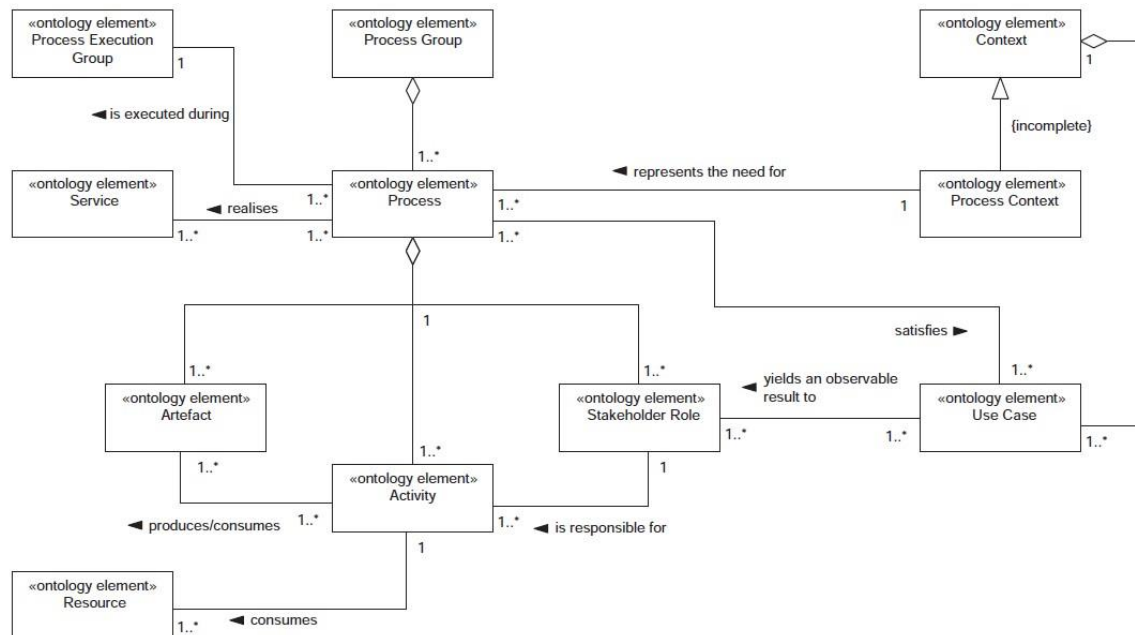 «ontology element»
Process Execution
Group
«ontology element»
Process Group
«ontology element»
Context
1
1
◄ is executed during
{incomplete}
1..*
◄ represents the need for
«ontology element»
Service
◄ realises
1..*
«ontology element»
Process
1..*
1
«ontology element»
Process Context
1..*
1..*
1..*
1
satisfies ►
1..*
1..*
1..*
«ontology element»
Artefact
«ontology element»
Stakeholder Role
◄ yields an observable
result to
«ontology element»
Use Case
1..*
1..*
1..*
1..*
1..*
1
«ontology element»
Activity
◄ produces/consumes
1..*
1..*
◄ is responsible for
1
«ontology element»
Resource
1..*
◄ consumes